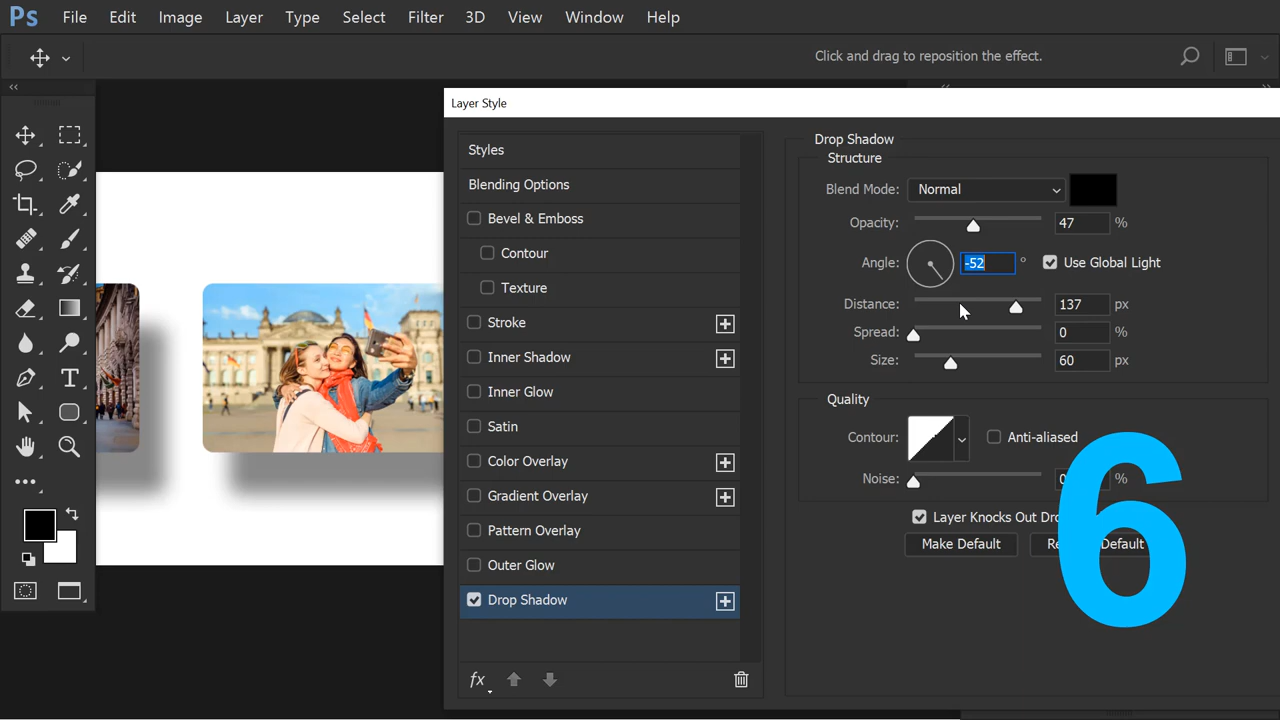 Ps File Edit Image Layer Type Select Filter 3D View Window Help
Click and drag to reposition the effect.
Layer Style
Styles
Blending Options
Bevel & Emboss
Contour
Texture
Stroke
Inner Shadow
Inner Glow
Satin
Color Overlay
Gradient Overlay
Pattern Overlay
Outer Glow
Drop Shadow
fx
Drop Shadow
Structure
Blend Mode: Normal
Opacity: 47 %
Angle: -52 ° Use Global Light
Distance: 137 px
Spread: 0 %
Size: 60 px
Quality
Contour: Anti-aliased
Noise: 0 %
Layer Knocks Out
Make Default
Default
6